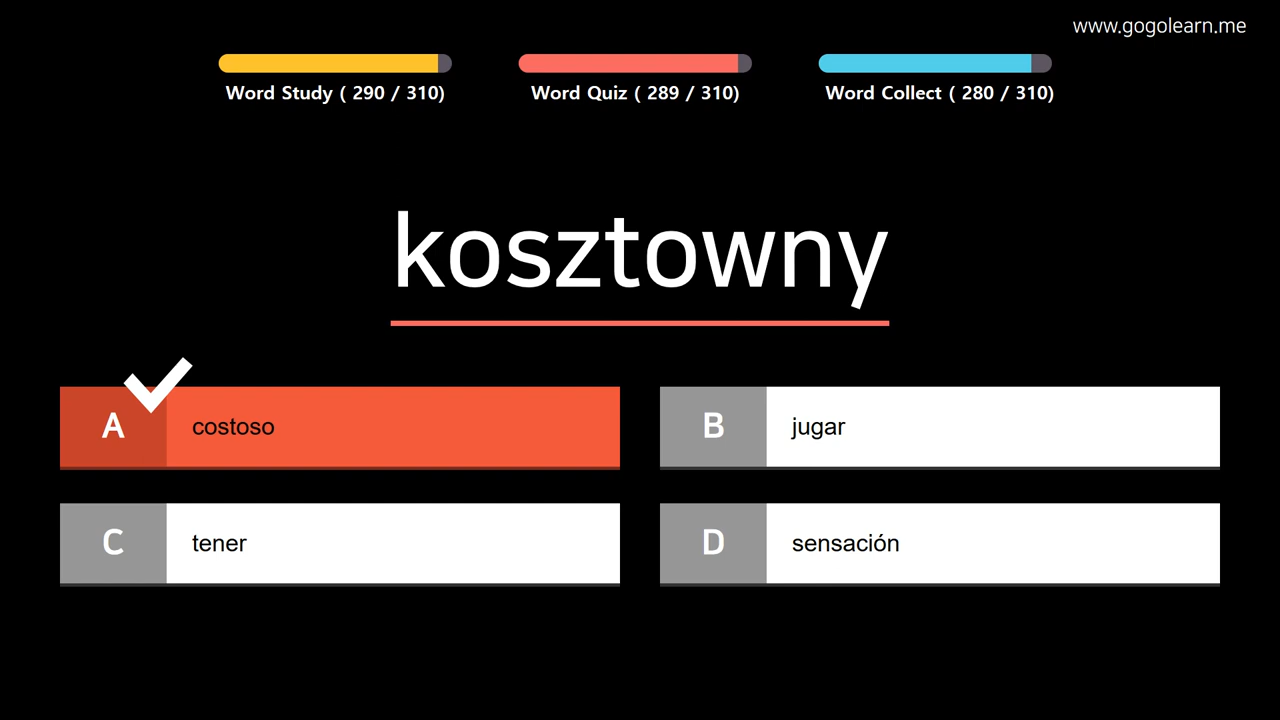 www.gogolearn.me
Word Study ( 290 / 310)
Word Quiz ( 289 / 310)
Word Collect ( 280 / 310)
kosztowny
A costoso
B jugar
C tener
D sensación